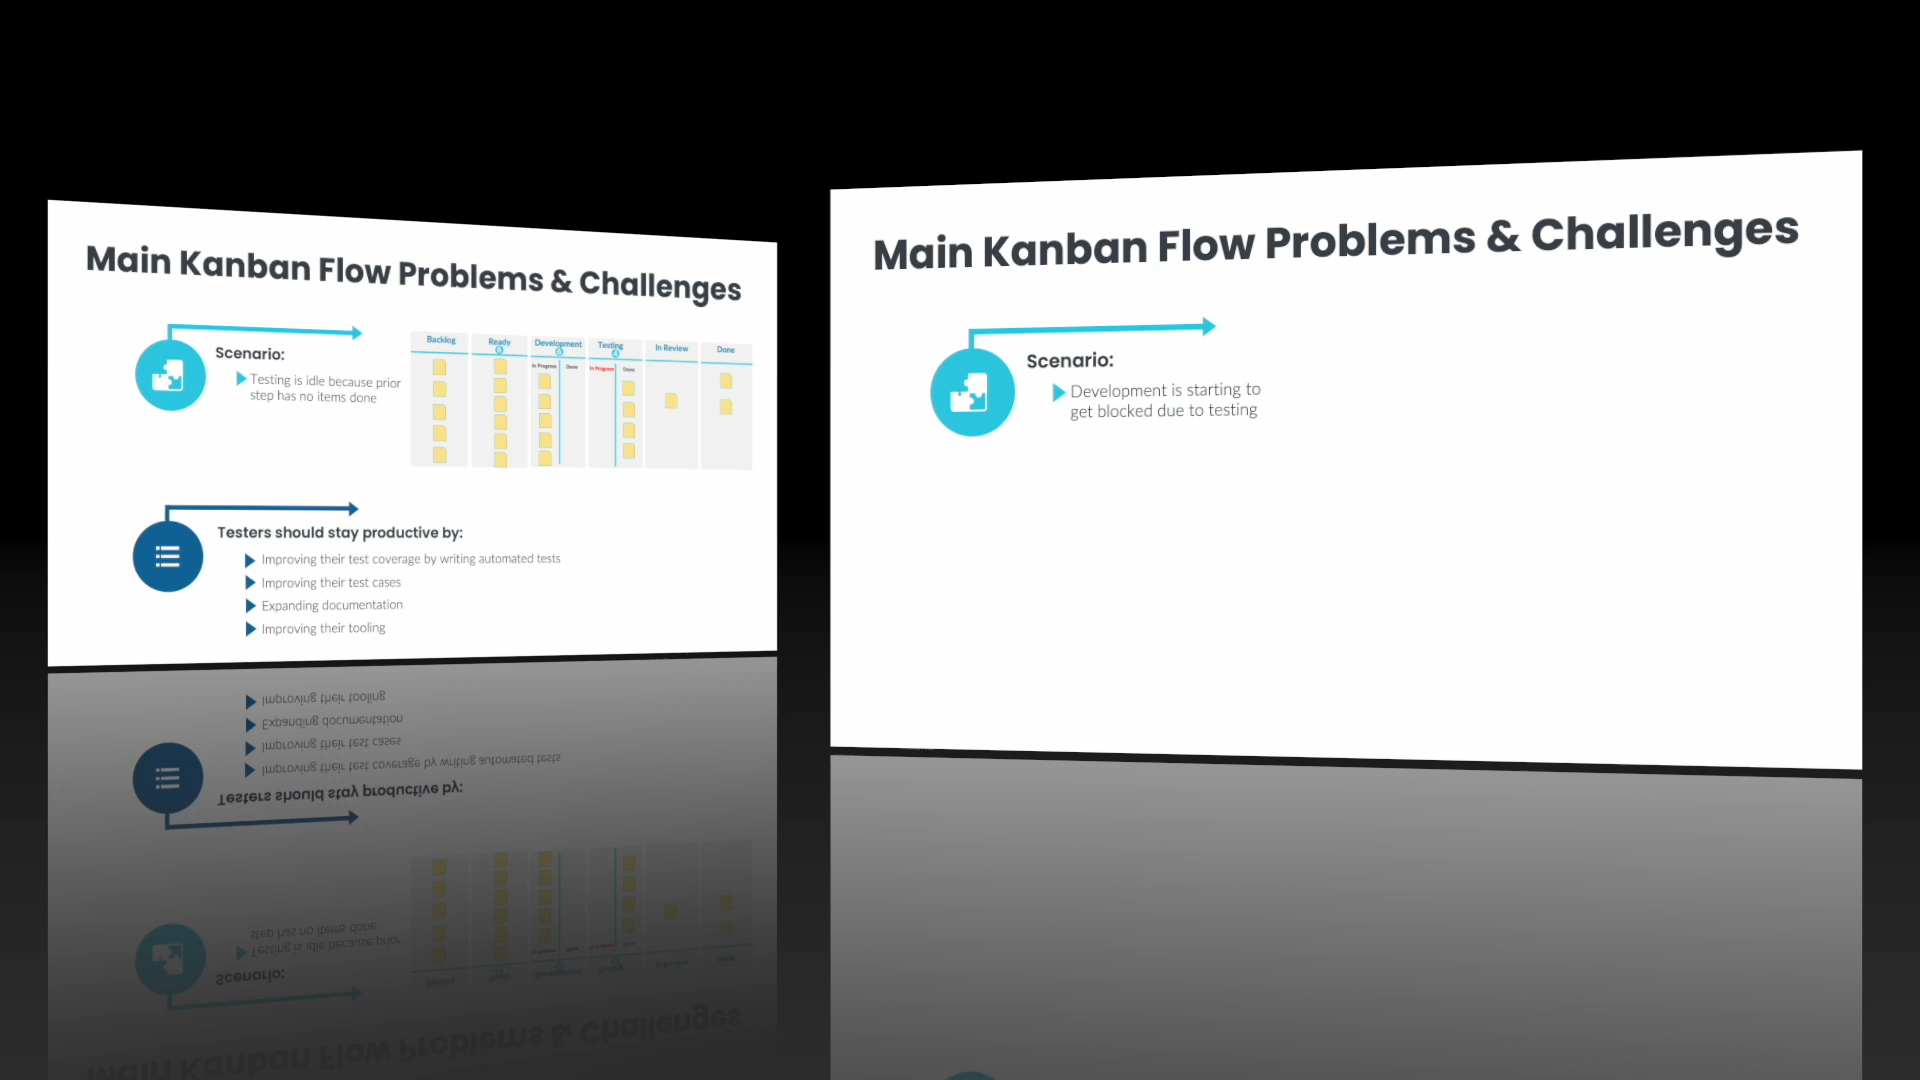 Main Kanban Flow Problems & Challenges
Scenario:
Testing is idle because prior
step has no items done
Backlog
Ready
6
Development
6
In Progress
Done
Testing
4
In Progress
Done
In Review
Done
Testers should stay productive by:
Improving their test coverage by writing automated tests
Improving their test cases
Expanding documentation
Improving their tooling
Main Kanban Flow Problems & Challenges
Scenario:
Development is starting to
get blocked due to testing